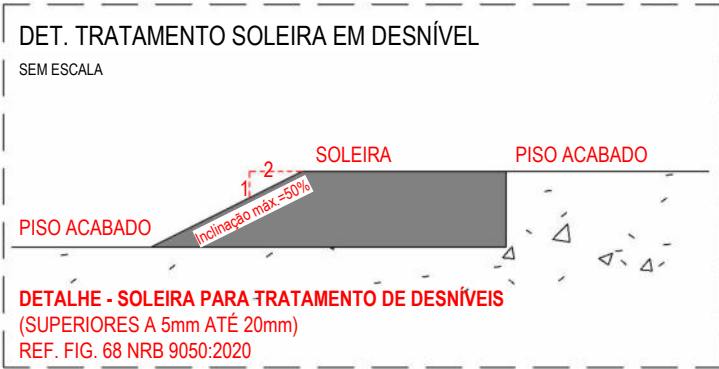 DET. TRATAMENTO SOLEIRA EM DESNÍVEL
SEM ESCALA
2
SOLEIRA
PISO ACABADO
1
Inclinação máx.=50%
PISO ACABADO
DETALHE - SOLEIRA PARA TRATAMENTO DE DESNÍVEIS
(SUPERIORES A 5mm ATÉ 20mm)
REF. FIG. 68 NRB 9050:2020